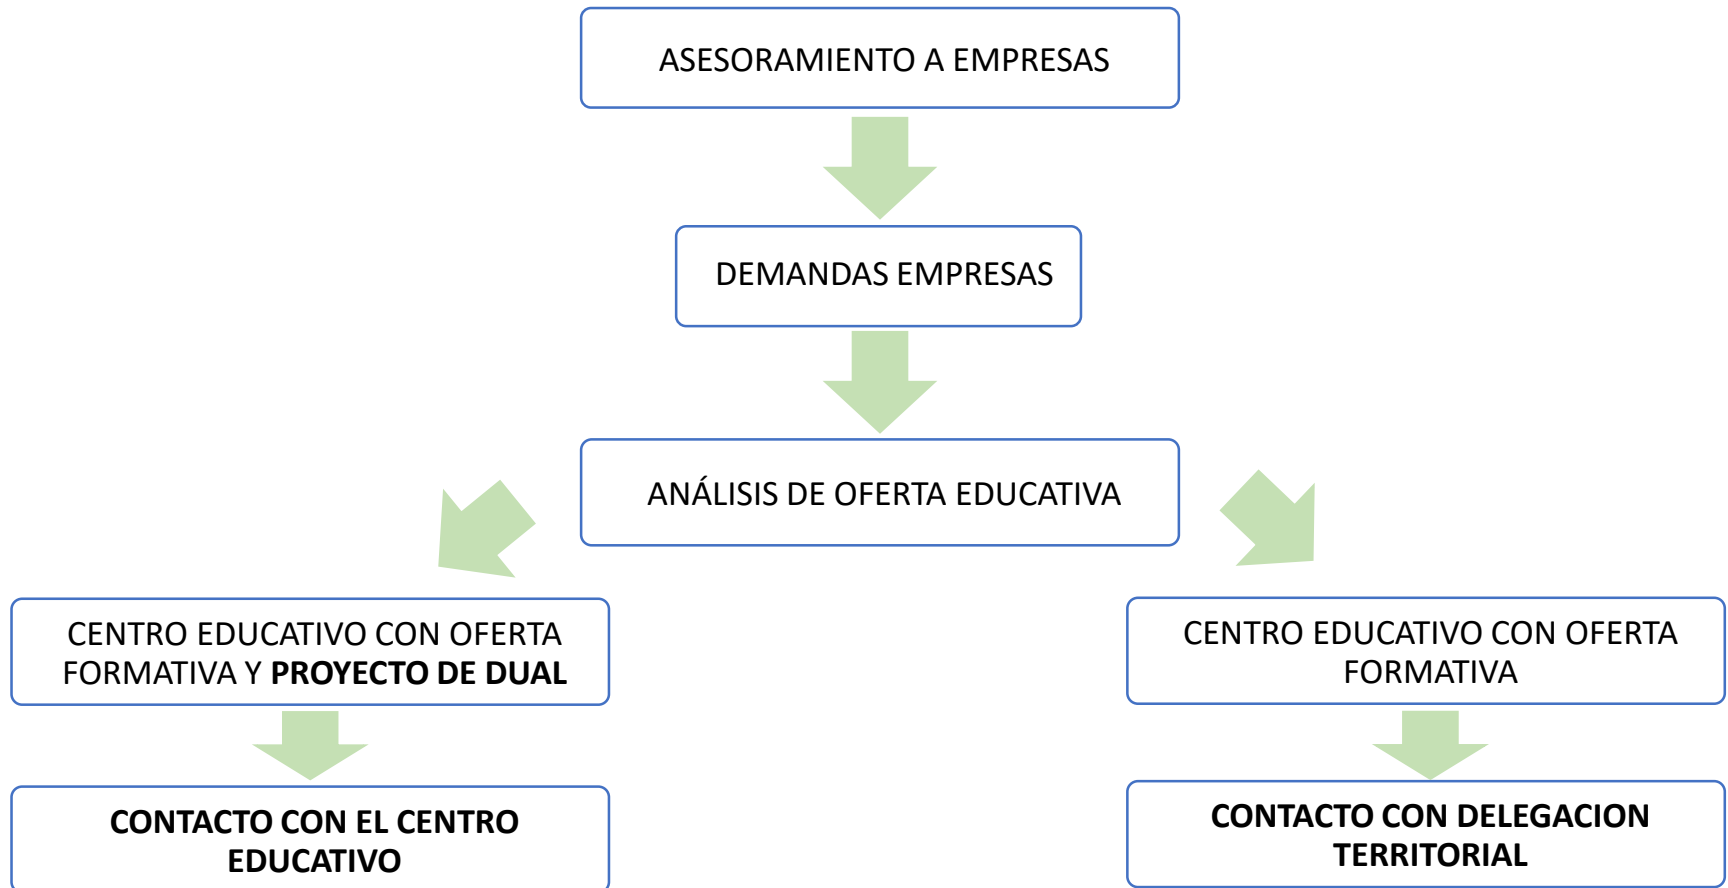 ASESORAMIENTO A EMPRESAS
DEMANDAS EMPRESAS
ANÁLISIS DE OFERTA EDUCATIVA
CENTRO EDUCATIVO CON OFERTA
FORMATIVA Y PROYECTO DE DUAL
CENTRO EDUCATIVO CON OFERTA
FORMATIVA
CONTACTO CON EL CENTRO
EDUCATIVO
CONTACTO CON DELEGACION
TERRITORIAL